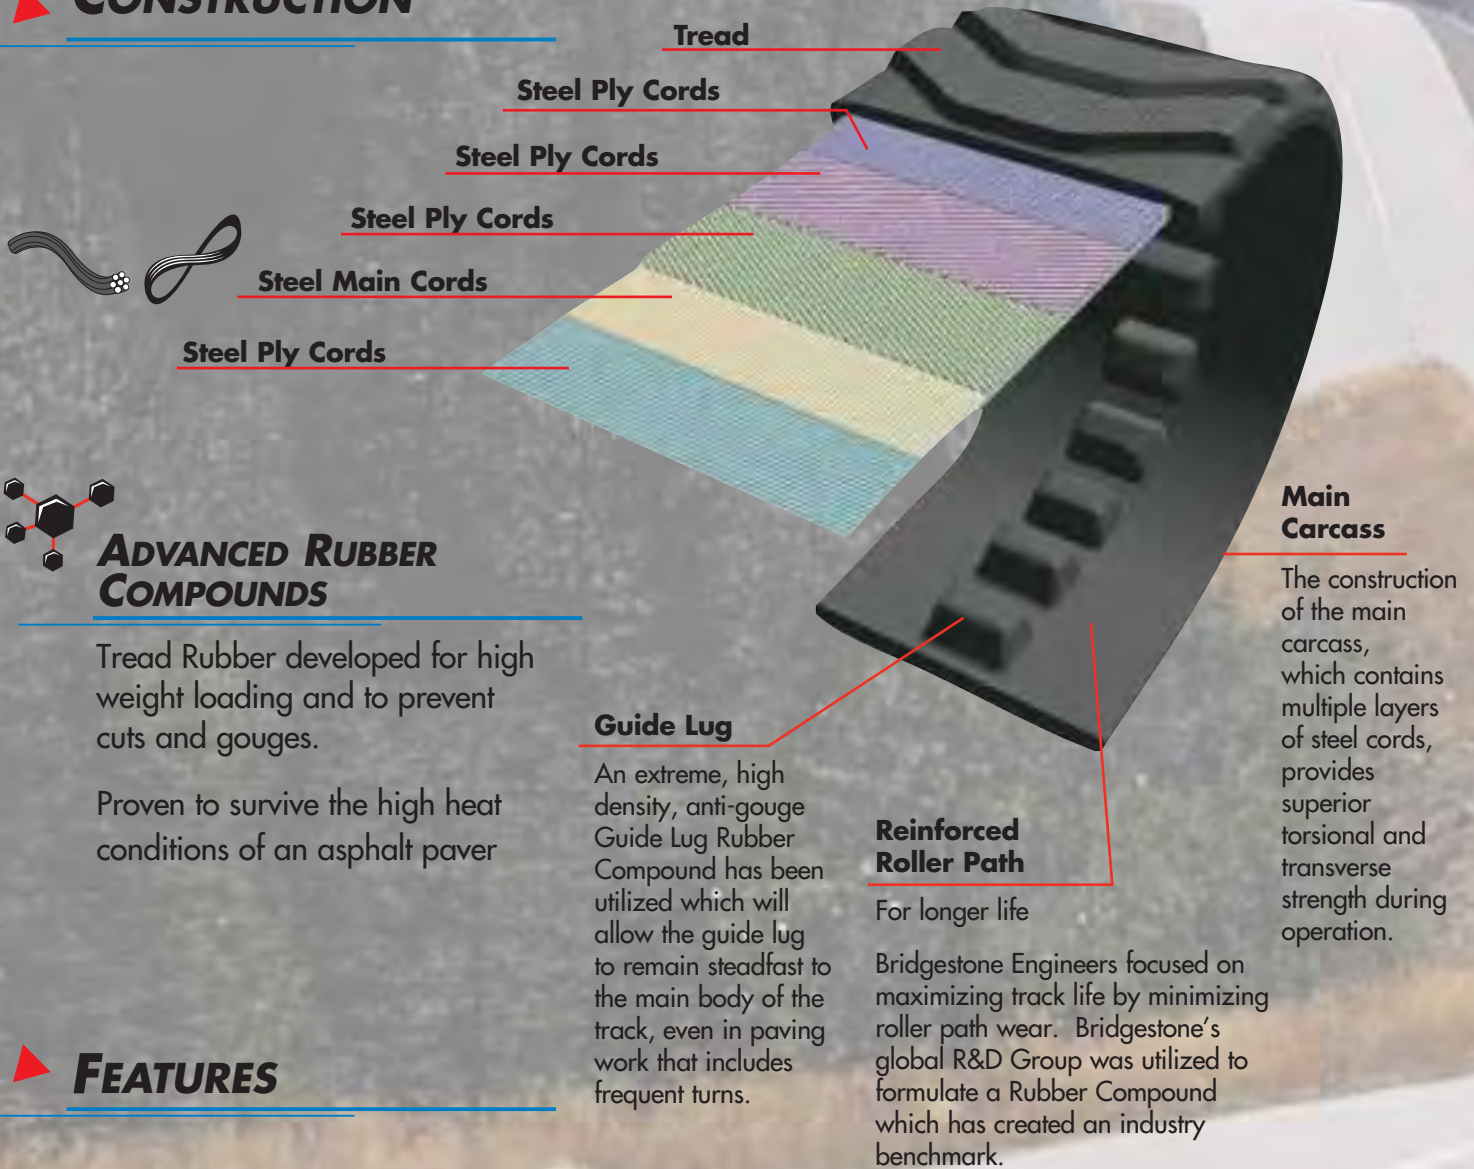 CONSTRUCTION
Tread
Steel Ply Cords
Steel Ply Cords
Steel Ply Cords
Steel Main Cords
Steel Ply Cords
ADVANCED RUBBER
COMPOUNDS
Tread Rubber developed for high
weight loading and to prevent
cuts and gouges.
Proven to survive the high heat
conditions of an asphalt paver
FEATURES
Guide Lug
An extreme, high
density, anti-gouge
Guide Lug Rubber
Compound has been
utilized which will
allow the guide lug
to remain steadfast to
the main body of the
track, even in paving
work that includes
frequent turns.
Reinforced
Roller Path
For longer life
Bridgestone Engineers focused on
maximizing track life by minimizing
roller path wear.  Bridgestone's
global R&D Group was utilized to
formulate a Rubber Compound
which has created an industry
benchmark.
Main
Carcass
The construction
of the main
carcass,
which contains
multiple layers
of steel cords,
provides
superior
torsional and
transverse
strength during
operation.